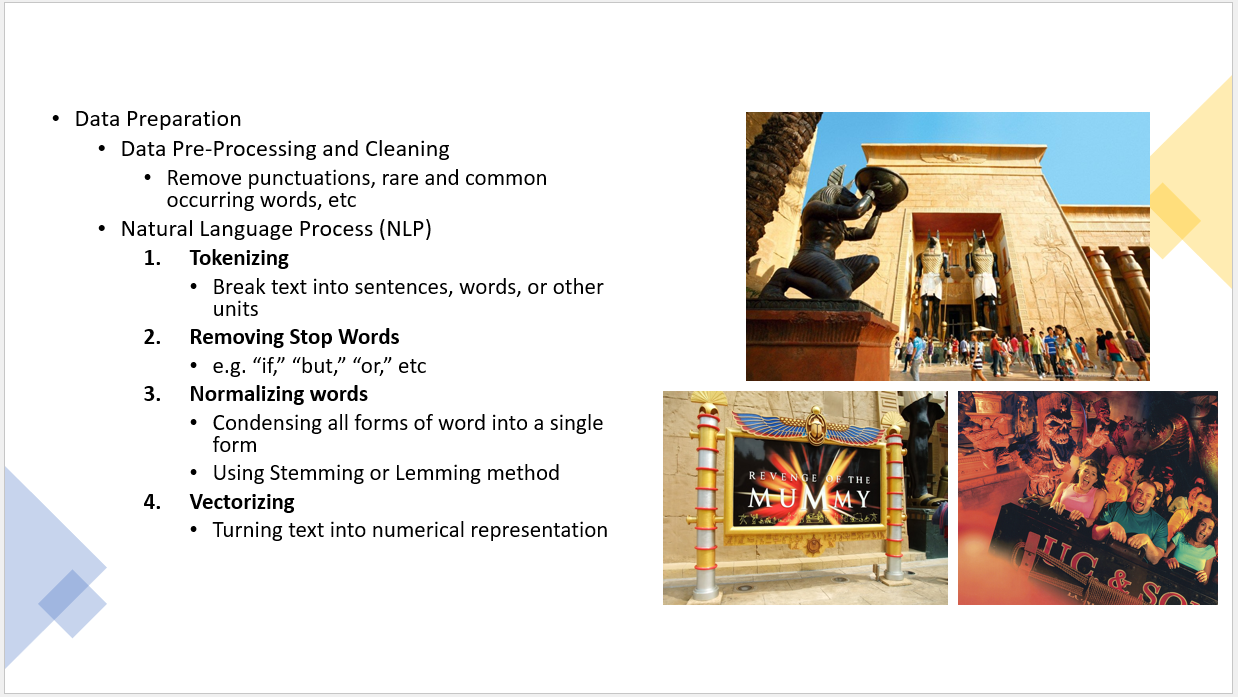 • Data Preparation
• Data Pre-Processing and Cleaning
• Remove punctuations, rare and common
occurring words, etc
• Natural Language Process (NLP)
1. Tokenizing
• Break text into sentences, words, or other
units
2. Removing Stop Words
• e.g. “if,” “but,” “or,” etc
3. Normalizing words
• Condensing all forms of word into a single
form
• Using Stemming or Lemming method
4. Vectorizing
• Turning text into numerical representation
REVENGE OF THE
MUMMY
U.C. & SO